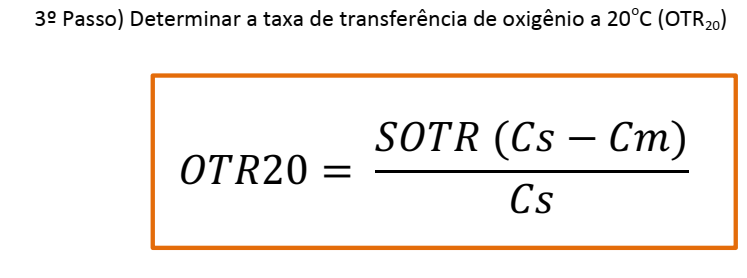 3º Passo) Determinar a taxa de transferência de oxigênio a 20°C (OTR₂₀)
OTR20 = SOTR (Cs − Cm)
Cs